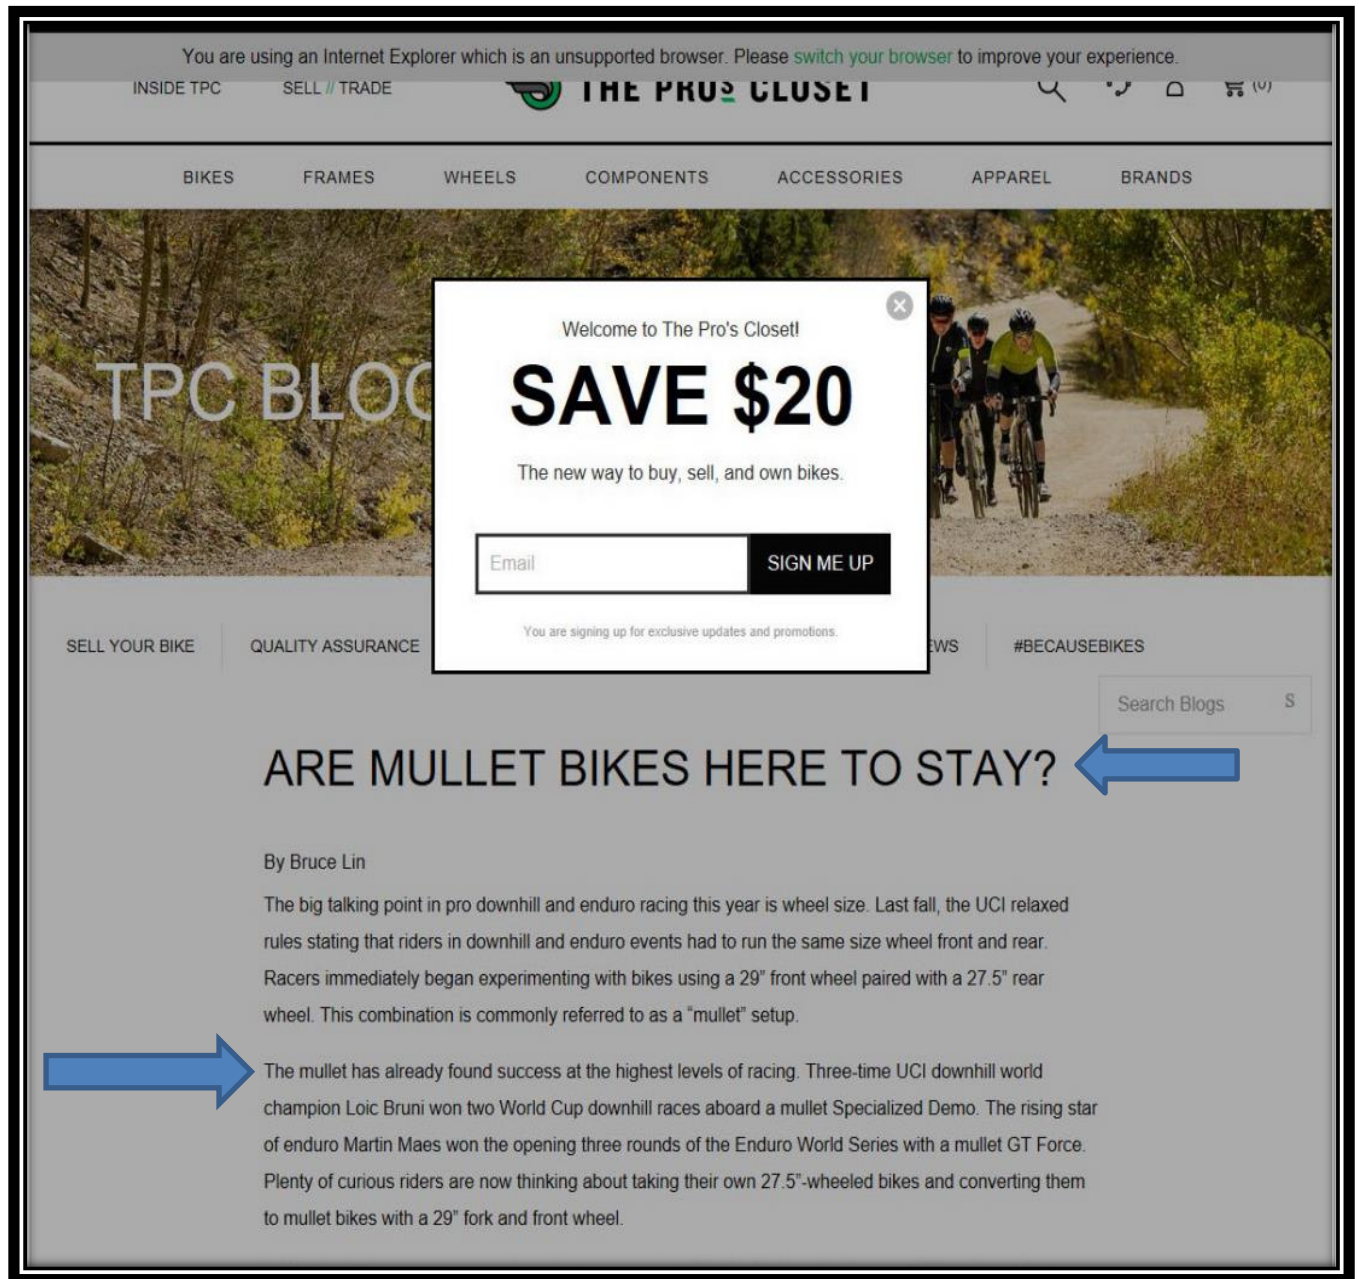 You are using an Internet Explorer which is an unsupported browser. Please switch your browser to improve your experience.
INSIDE TPC
SELL // TRADE
THE PROS CLOSET
(0)
BIKES
FRAMES
WHEELS
COMPONENTS
ACCESSORIES
APPAREL
BRANDS
TPC BLOG
Welcome to The Pro's Closet!
SAVE $20
The new way to buy, sell, and own bikes.
Email
SIGN ME UP
You are signing up for exclusive updates and promotions.
SELL YOUR BIKE
QUALITY ASSURANCE
EWS
#BECAUSEBIKES
Search Blogs
S
ARE MULLET BIKES HERE TO STAY?
By Bruce Lin
The big talking point in pro downhill and enduro racing this year is wheel size. Last fall, the UCI relaxed
rules stating that riders in downhill and enduro events had to run the same size wheel front and rear.
Racers immediately began experimenting with bikes using a 29” front wheel paired with a 27.5” rear
wheel. This combination is commonly referred to as a “mullet” setup.
The mullet has already found success at the highest levels of racing. Three-time UCI downhill world
champion Loic Bruni won two World Cup downhill races aboard a mullet Specialized Demo. The rising star
of enduro Martin Maes won the opening three rounds of the Enduro World Series with a mullet GT Force.
Plenty of curious riders are now thinking about taking their own 27.5”-wheeled bikes and converting them
to mullet bikes with a 29” fork and front wheel.